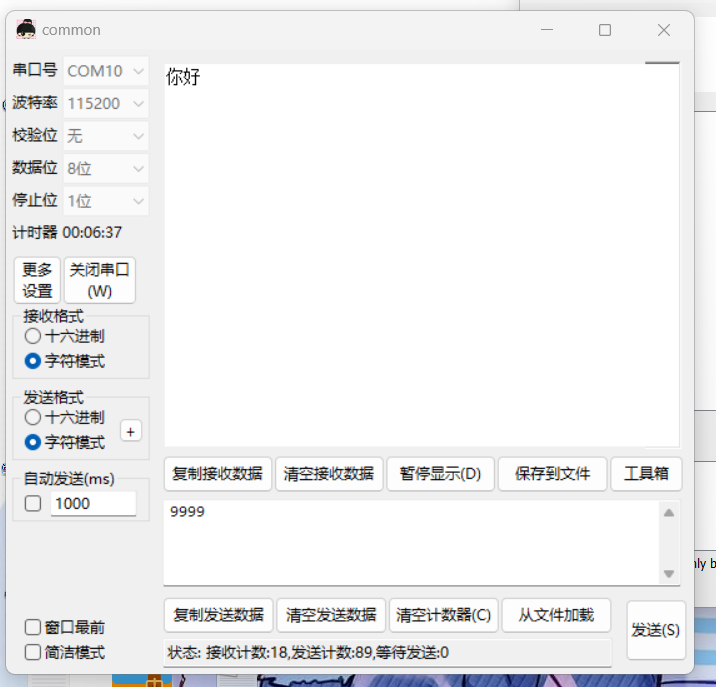 common
串口号 COM10
波特率 115200
校验位 无
数据位 8位
停止位 1位
计时器 00:06:37
更多
设置
关闭串口
(W)
接收格式
十六进制
字符模式
发送格式
十六进制
字符模式
+
自动发送(ms)
1000
窗口最前
简洁模式
你好
复制接收数据 清空接收数据 暂停显示(D) 保存到文件 工具箱
9999
复制发送数据 清空发送数据 清空计数器(C) 从文件加载
发送(S)
状态: 接收计数:18,发送计数:89,等待发送:0